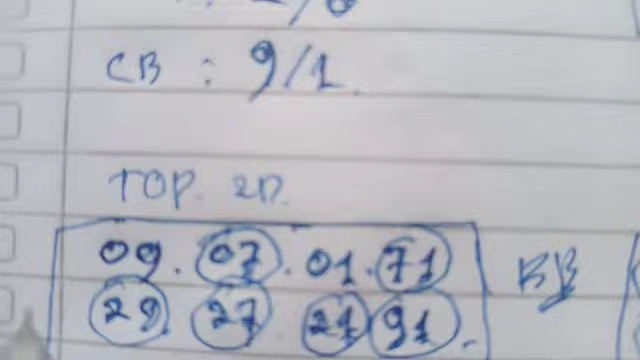 CB : 9/1
TOP. 2D.
09. 07. 01. 71 BB
29 27 21 91.